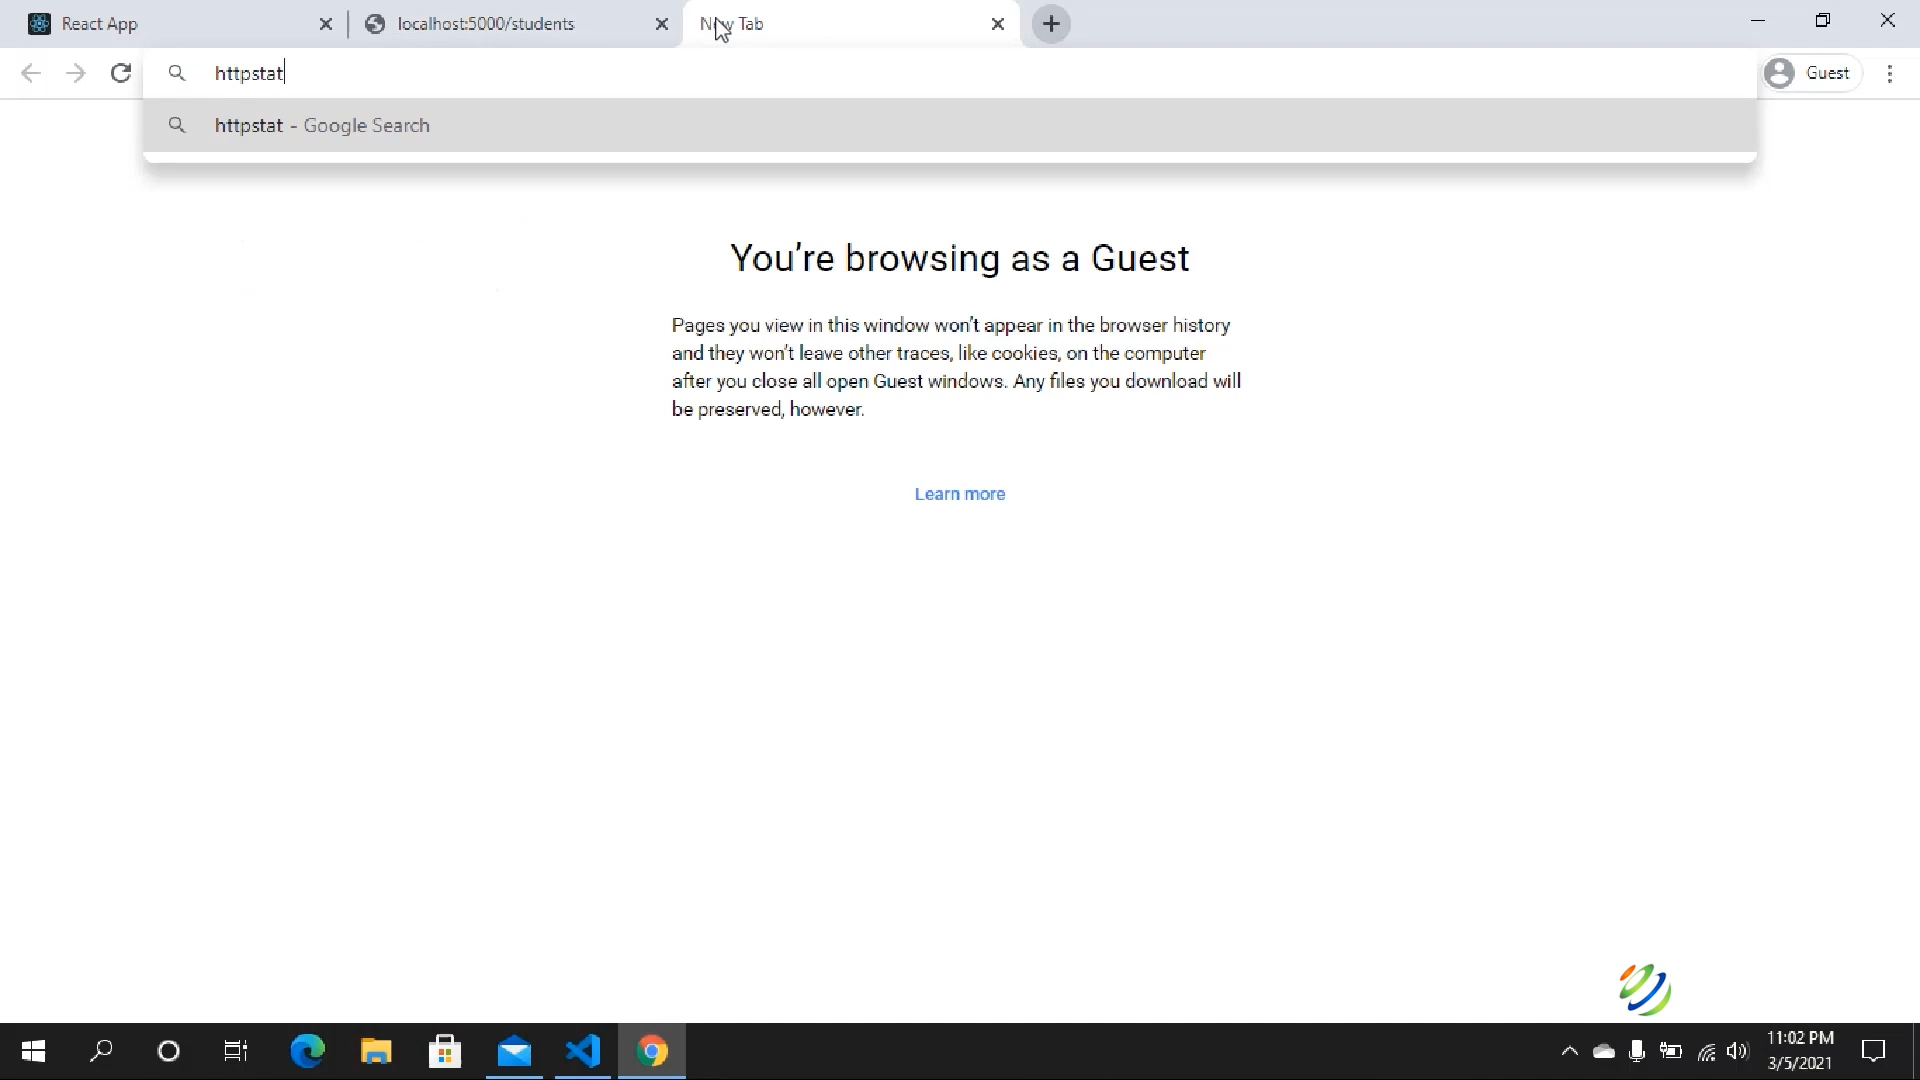 React App
localhost:5000/students
New Tab
httpstat
Guest
httpstat - Google Search
You're browsing as a Guest
Pages you view in this window won't appear in the browser history
and they won't leave other traces, like cookies, on the computer
after you close all open Guest windows. Any files you download will
be preserved, however.
Learn more
11:02 PM
3/5/2021